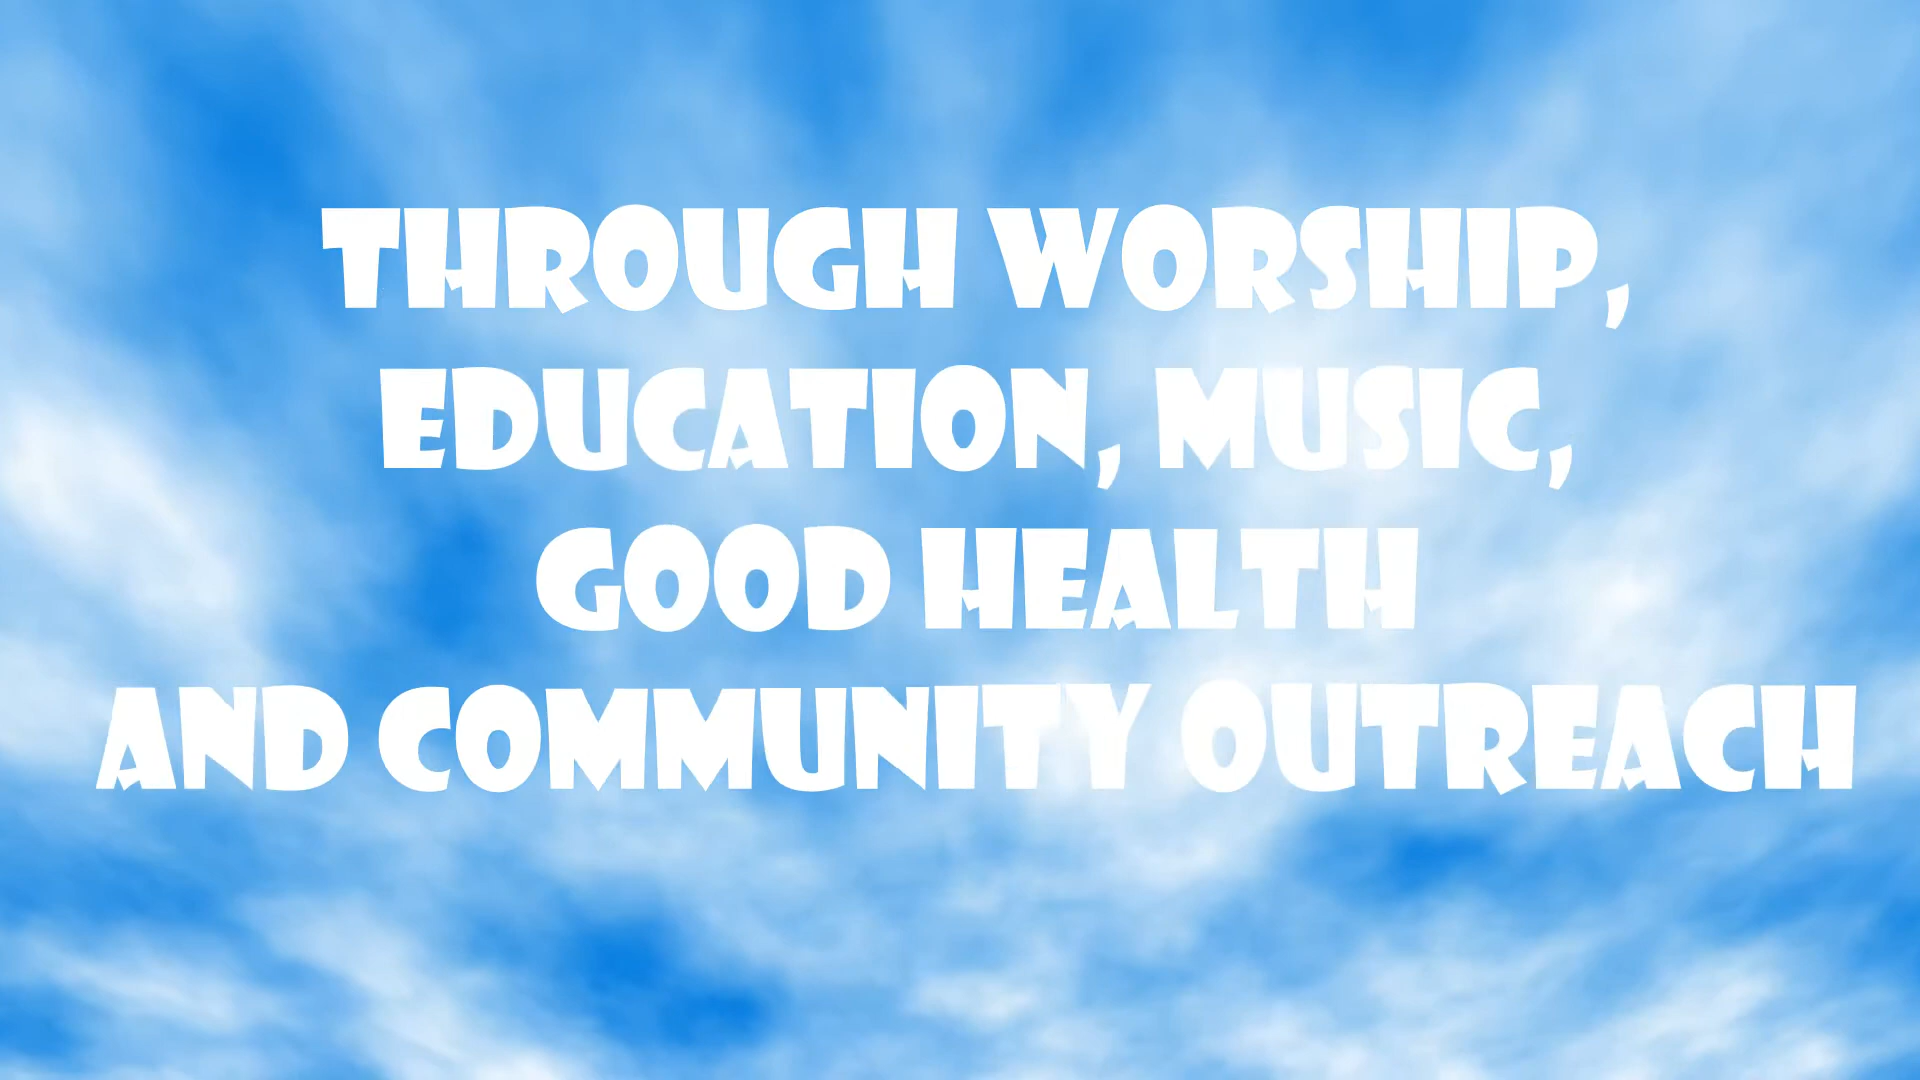 THROUGH WORSHIP,
EDUCATION, MUSIC,
GOOD HEALTH
AND COMMUNITY OUTREACH